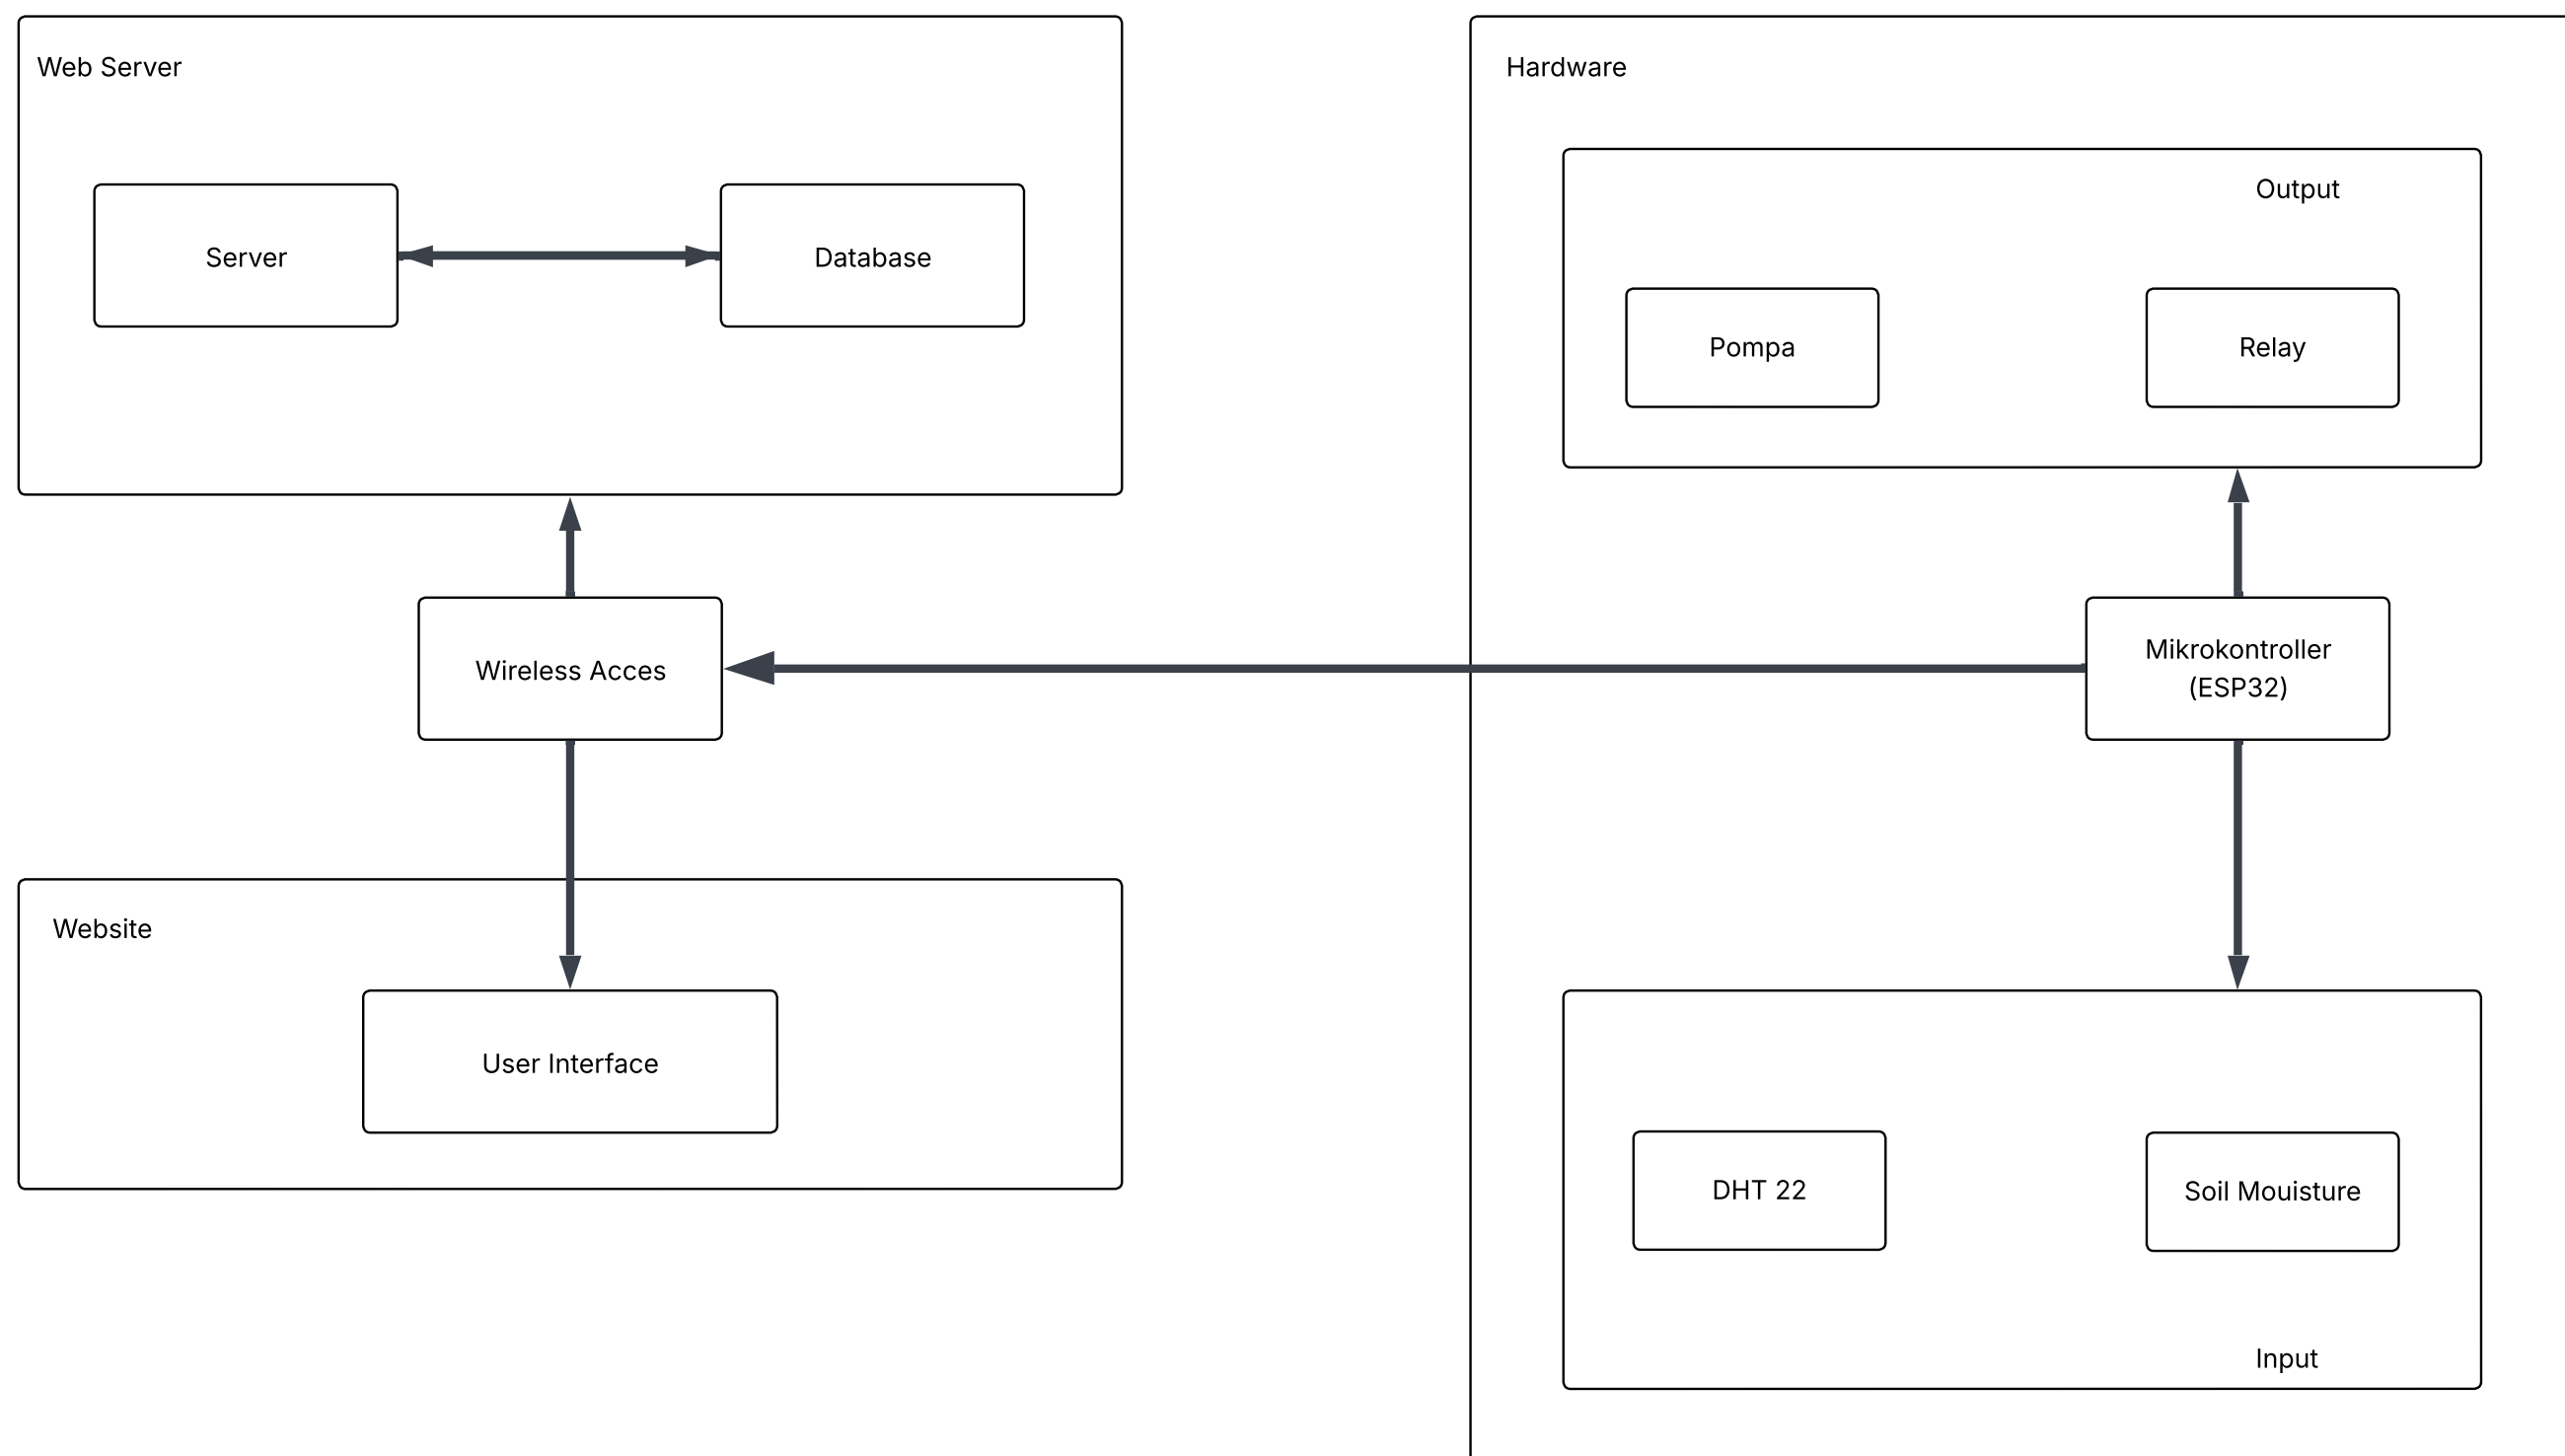 Web Server
Server
Database
Wireless Acces
Website
User Interface
Hardware
Output
Pompa
Relay
Mikrokontroller
(ESP32)
DHT 22
Soil Mouisture
Input